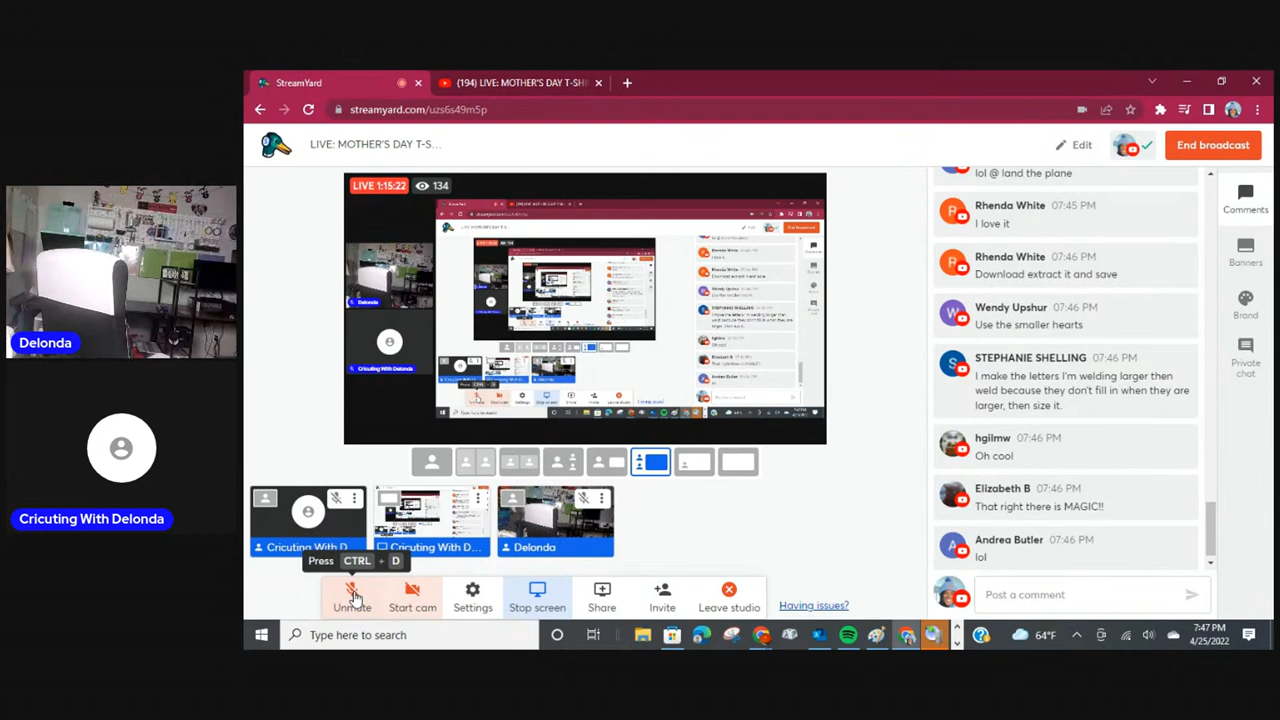 StreamYard
(194) LIVE: MOTHER'S DAY T-SH
streamyard.com/uzs6s49m5p
LIVE: MOTHER'S DAY T-S...
Edit
End broadcast
LIVE 1:15:22
134
Delonda
Cricuting With Delonda
Delonda
Cricuting With Delonda
lol @ land the plane
Rhenda White 07:45 PM
I love it
Rhenda White 07:46 PM
Download extract it and save
Wendy Upshur 07:46 PM
Use the smaller hearts
STEPHANIE SHELLING 07:46 PM
I make the letters I'm welding larger then
weld because they don't fill in when they are
larger, then size it.
hgilmw 07:46 PM
Oh cool
Elizabeth B 07:46 PM
That right there is MAGIC!!
Andrea Butler 07:46 PM
lol
Post a comment
Comments
Banners
Brand
Private
chat
Cricuting With D...
Cricuting With D...
Delonda
Press CTRL + D
Unmute
Start cam
Settings
Stop screen
Share
Invite
Leave studio
Having issues?
Type here to search
64°F
7:47 PM
4/25/2022